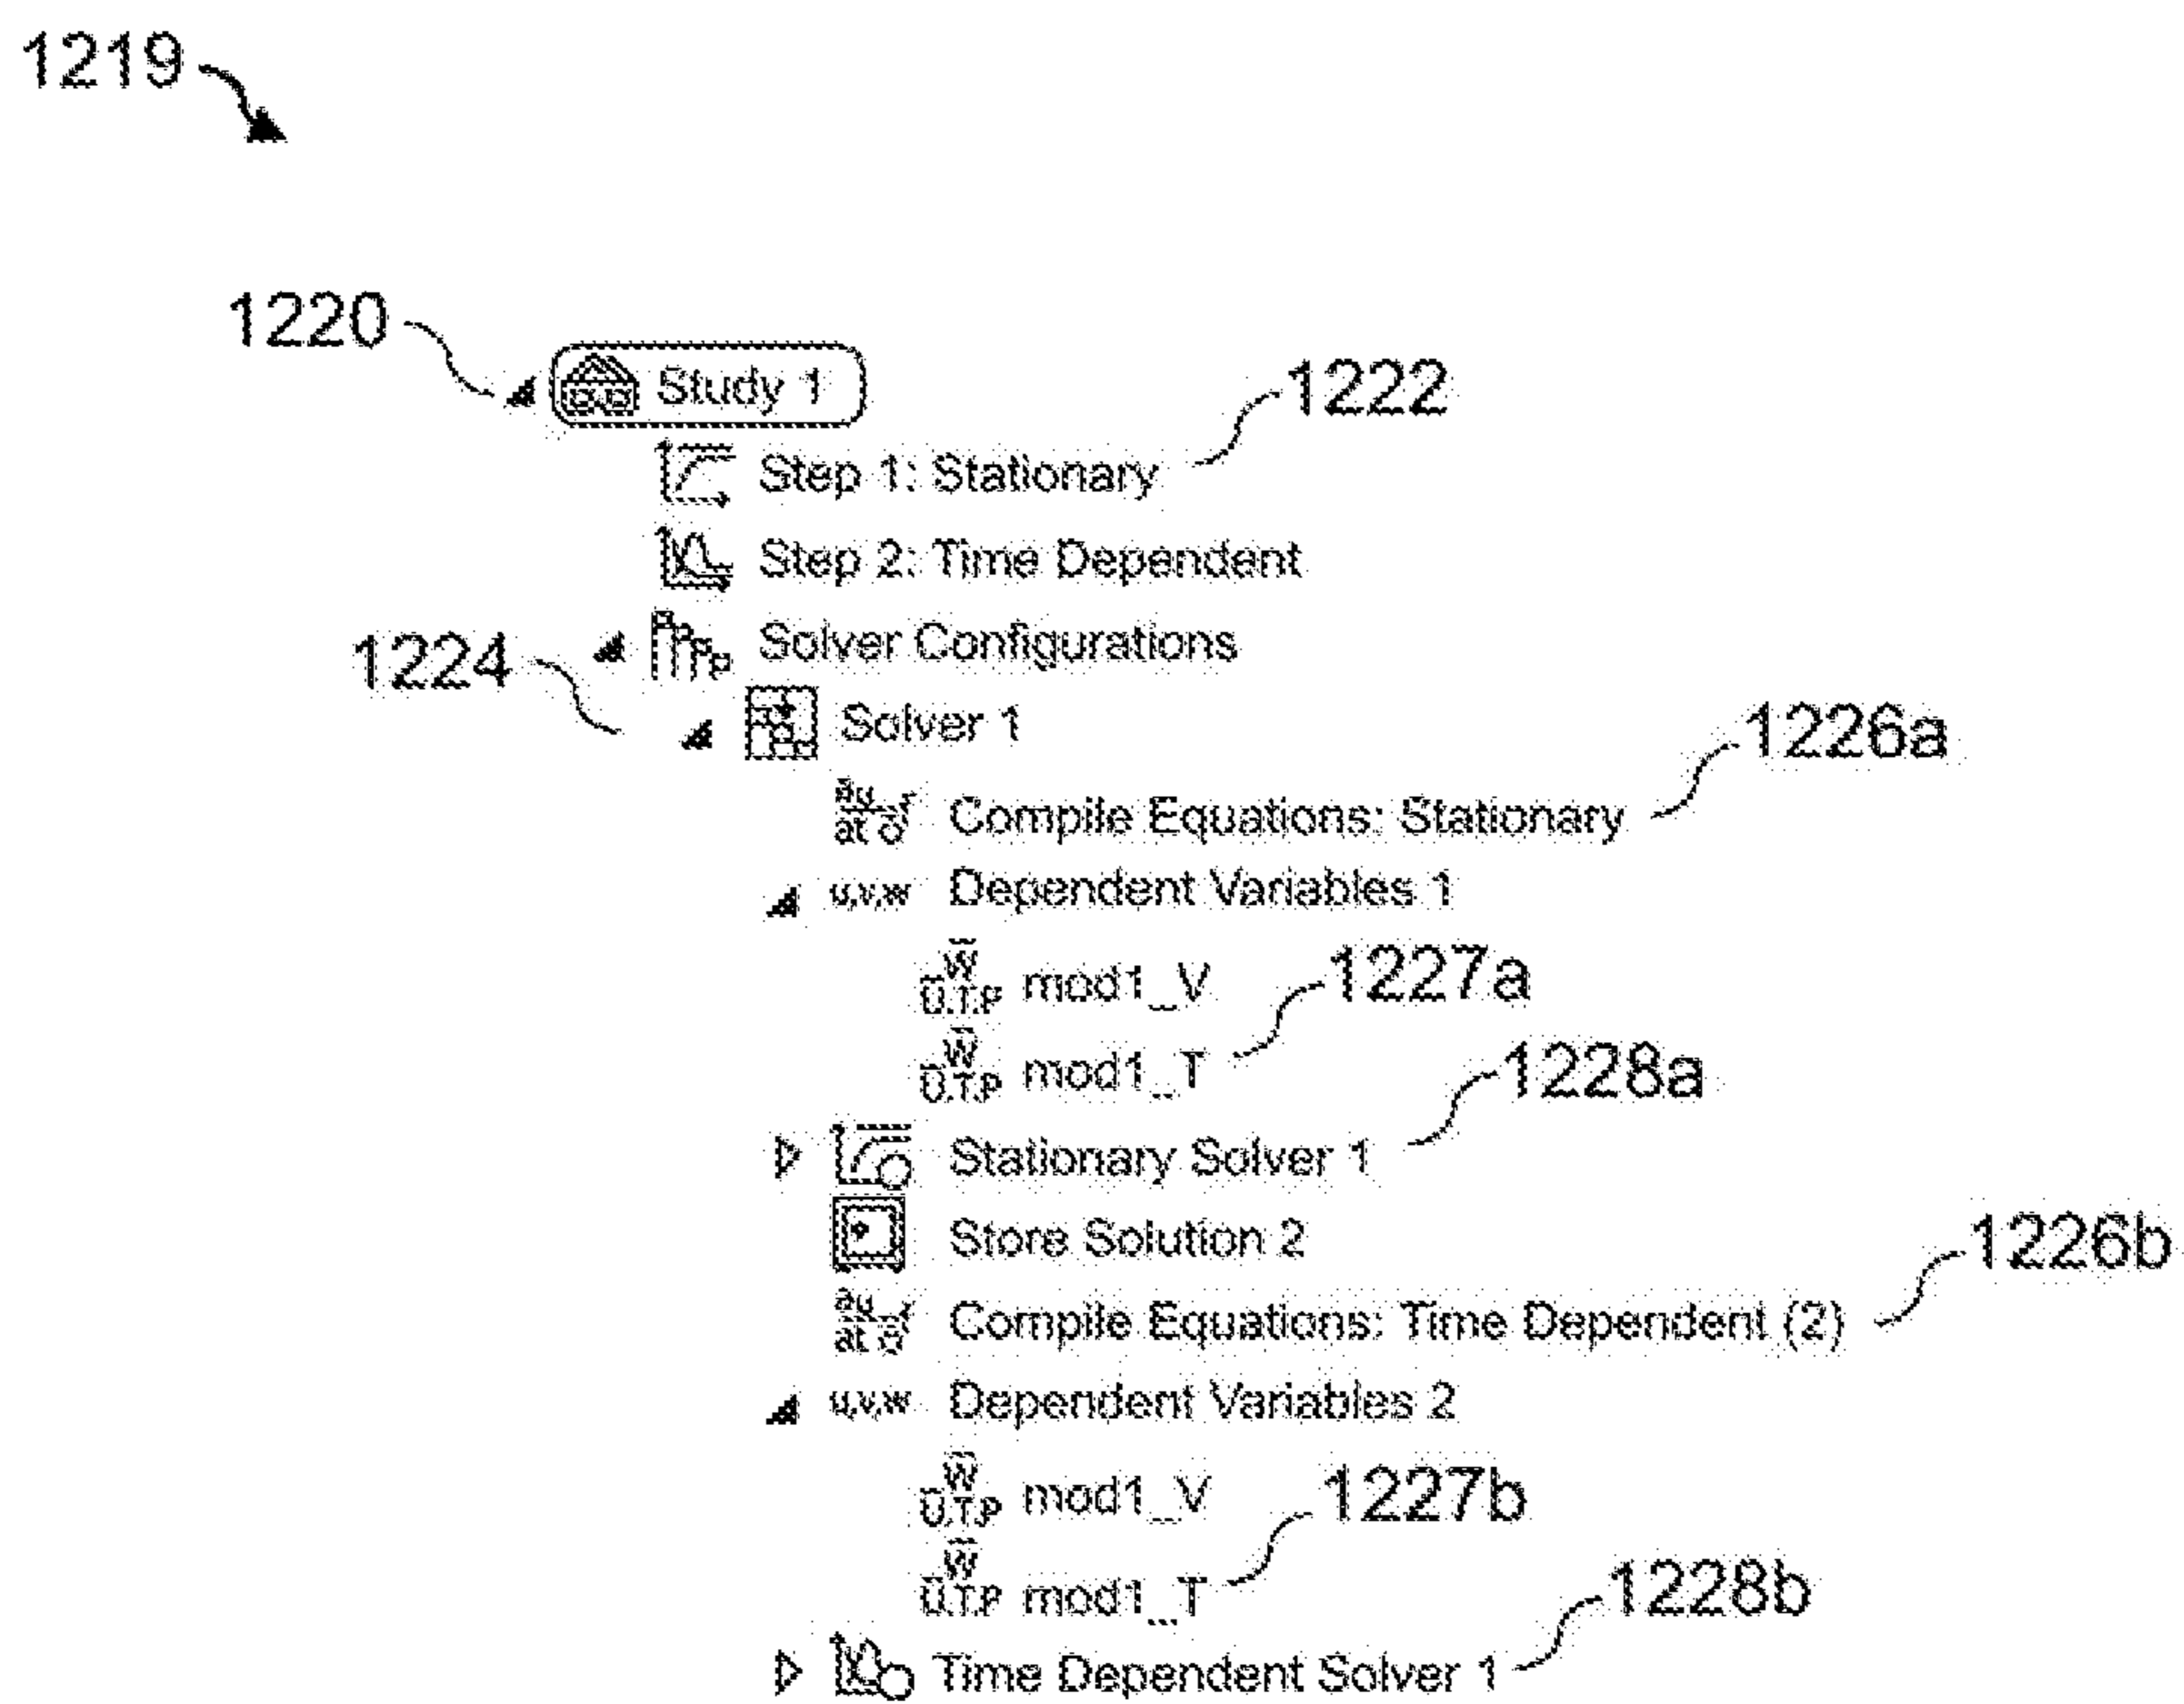 1219
1220
Study 1
1222
Step 1: Stationary
Step 2: Time Dependent
1224
Solver Configurations
Solver 1
1226a
Compile Equations: Stationary
u,v,w Dependent Variables 1
mod1_V
1227a
mod1_T
1228a
Stationary Solver 1
Store Solution 2
1226b
Compile Equations: Time Dependent (2)
u,v,w Dependent Variables 2
mod1_V
1227b
mod1_T
1228b
Time Dependent Solver 1